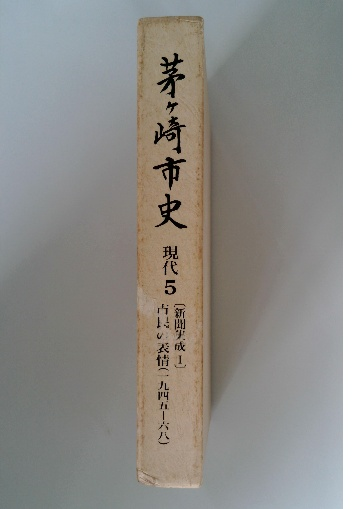 茅ヶ崎市史
現代5
〔新聞集成I〕
市民の表情(一九四五―六八)